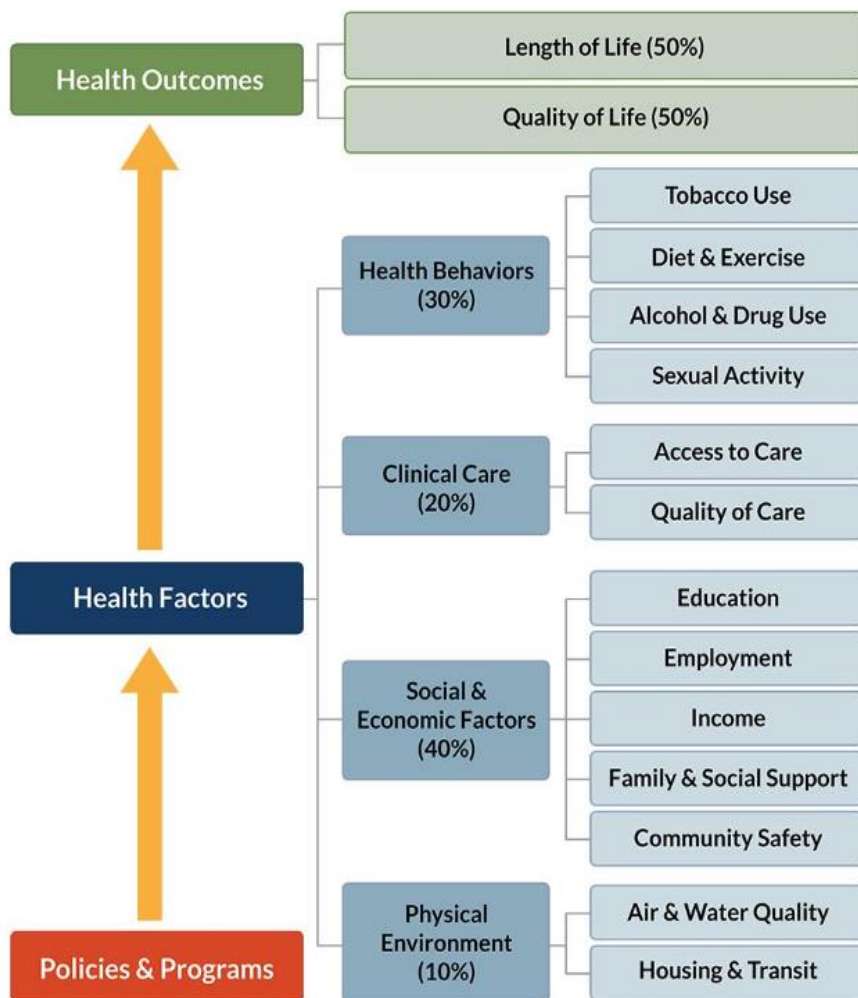 Health Outcomes
Length of Life (50%)
Quality of Life (50%)
Health Factors
Health Behaviors
(30%)
Tobacco Use
Diet & Exercise
Alcohol & Drug Use
Sexual Activity
Clinical Care
(20%)
Access to Care
Quality of Care
Social &
Economic Factors
(40%)
Education
Employment
Income
Family & Social Support
Community Safety
Physical
Environment
(10%)
Air & Water Quality
Housing & Transit
Policies & Programs